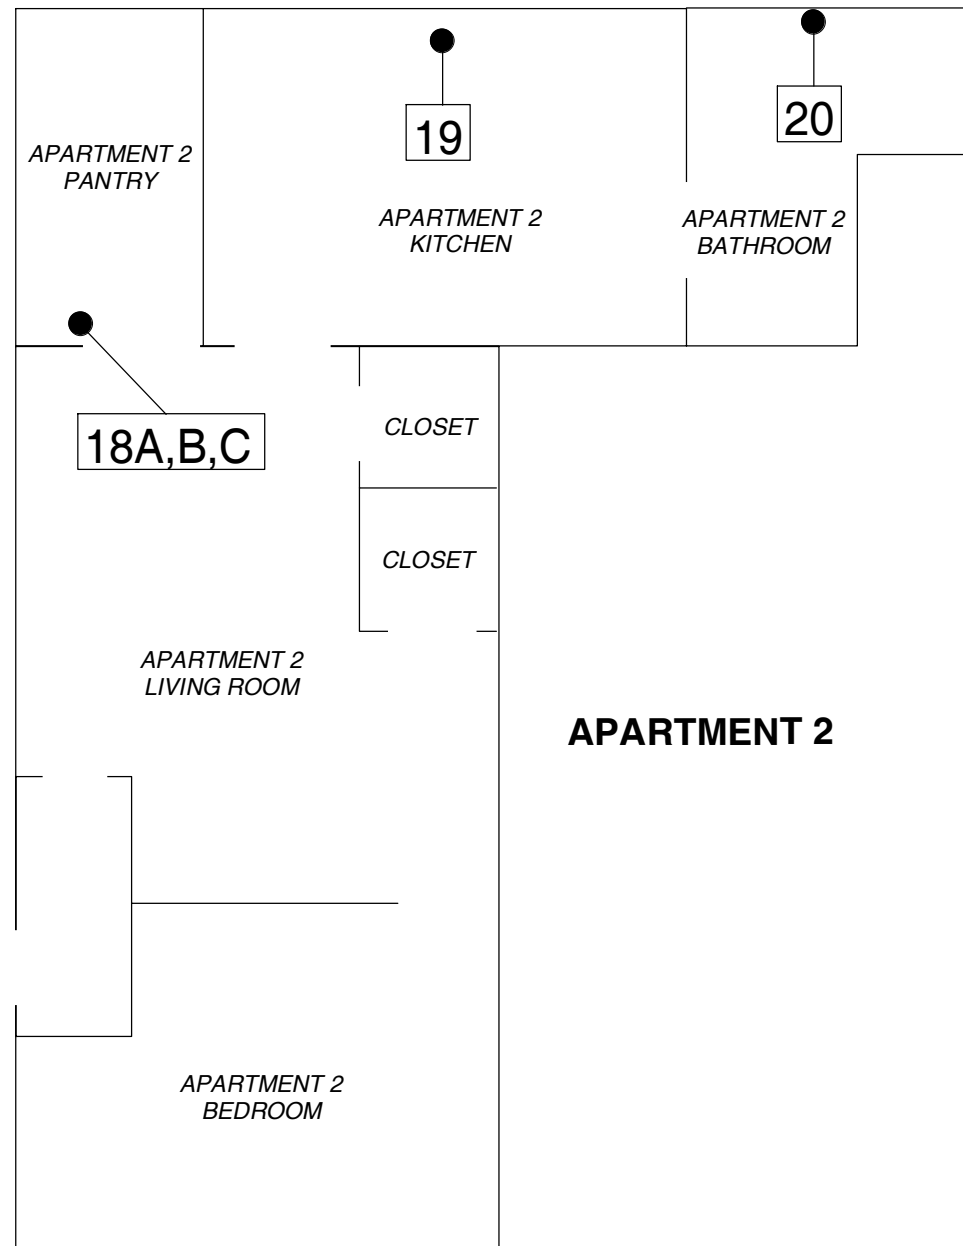 20
19
APARTMENT 2
PANTRY
APARTMENT 2
KITCHEN
APARTMENT 2
BATHROOM
18A,B,C
CLOSET
CLOSET
APARTMENT 2
LIVING ROOM
APARTMENT 2
APARTMENT 2
BEDROOM